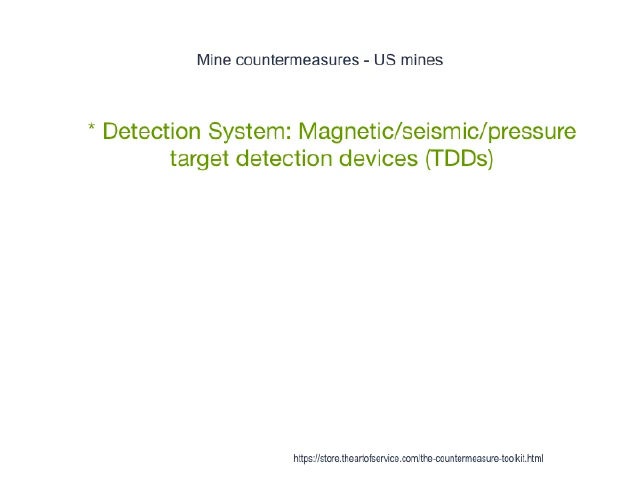 Mine countermeasures - US mines
* Detection System: Magnetic/seismic/pressure
target detection devices (TDDs)
https://store.theartofservice.com/the-countermeasure-toolkit.html